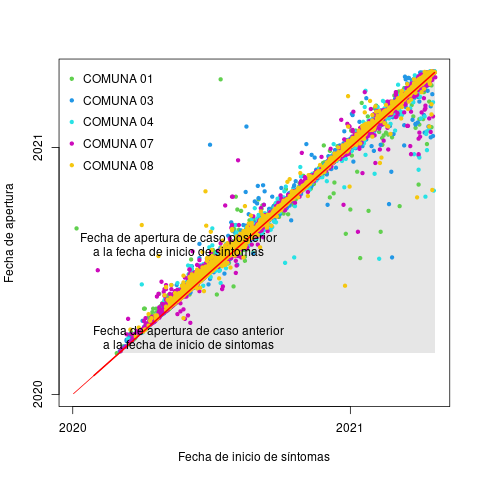 COMUNA 01
COMUNA 03
COMUNA 04
COMUNA 07
COMUNA 08
Fecha de apertura de caso posterior
a la fecha de inicio de sintomas
Fecha de apertura de caso anterior
a la fecha de inicio de sintomas
2021
2020
Fecha de apertura
2020
2021
Fecha de inicio de síntomas